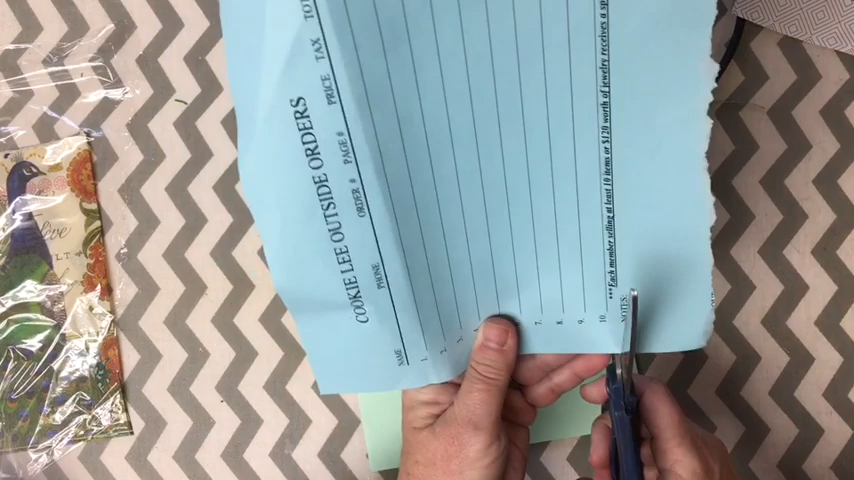 COOKIE LEE OUTSIDE ORDERS
NAME PHONE ORDER # PAGE # PRICE TAX
1.
2.
3.
7.
8.
9.
10.
***Each member selling at least 10 items or $120 worth of jewelry receives a
NOTES:
Love